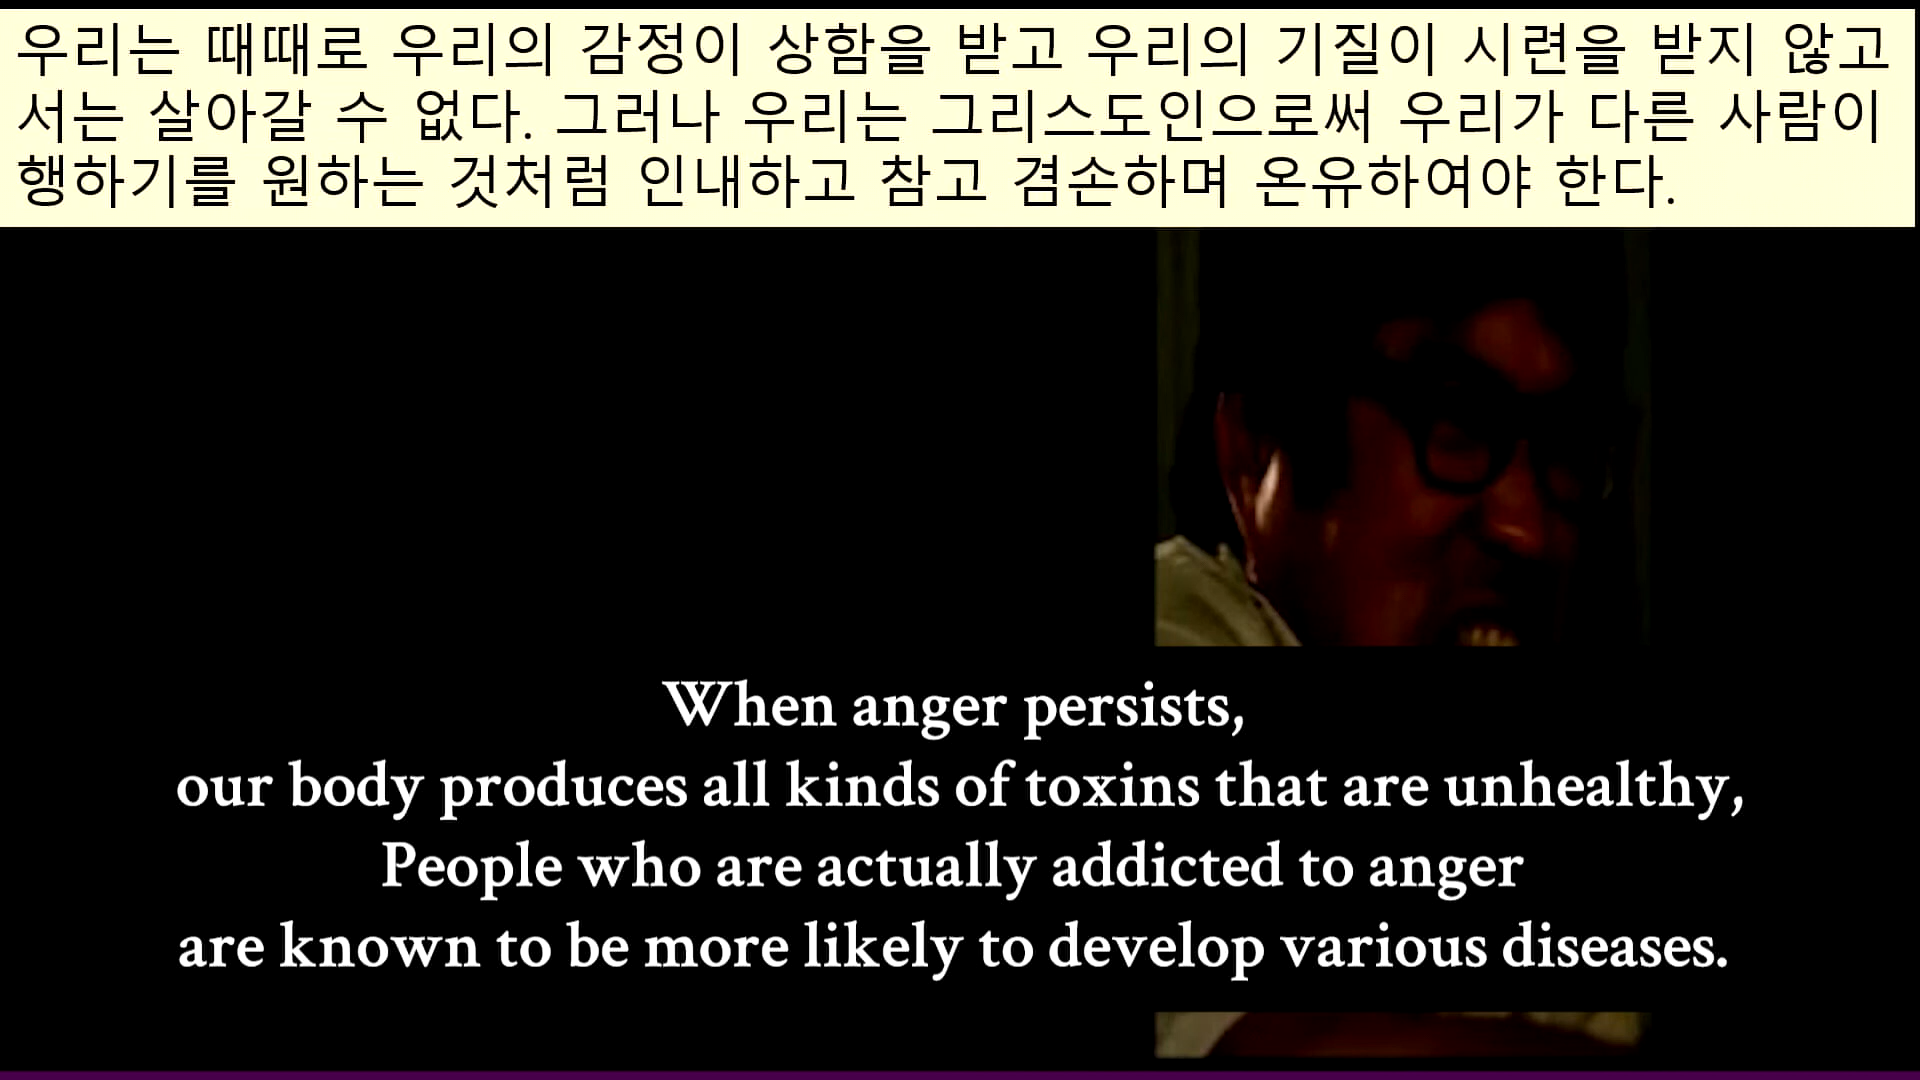 우리는 때때로 우리의 감정이 상함을 받고 우리의 기질이 시련을 받지 않고
서는 살아갈 수 없다. 그러나 우리는 그리스도인으로써 우리가 다른 사람이
행하기를 원하는 것처럼 인내하고 참고 겸손하며 온유하여야 한다.
When anger persists,
our body produces all kinds of toxins that are unhealthy,
People who are actually addicted to anger
are known to be more likely to develop various diseases.